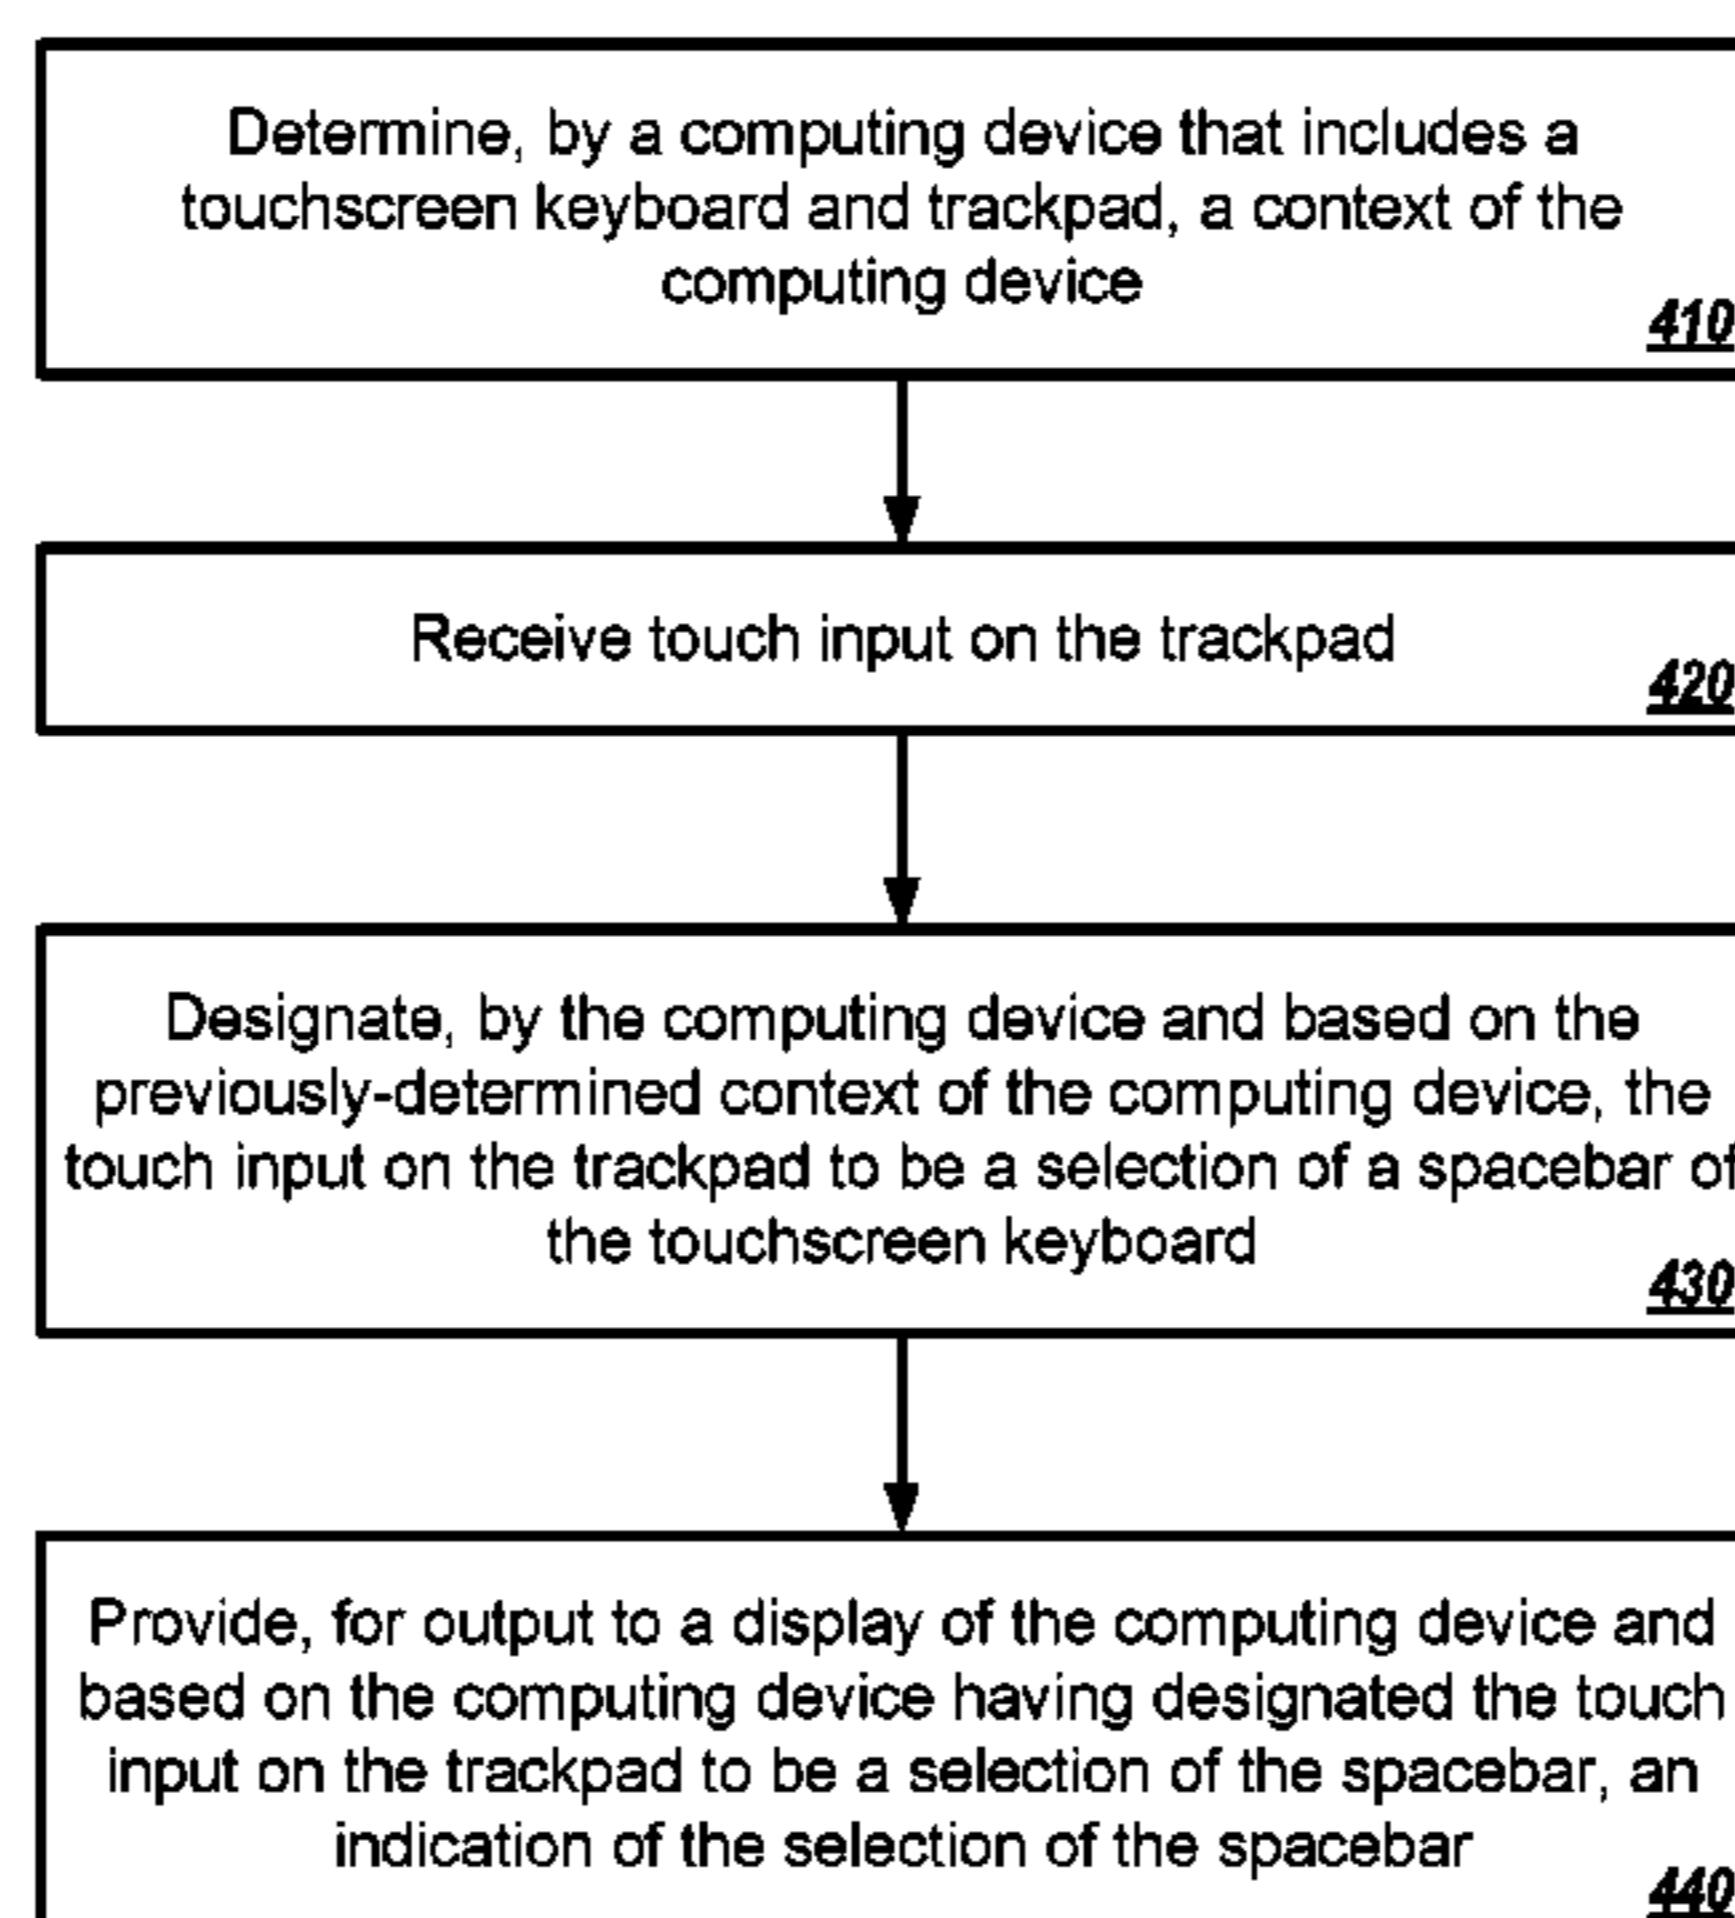 Determine, by a computing device that includes a
touchscreen keyboard and trackpad, a context of the
computing device
410
Receive touch input on the trackpad
420
Designate, by the computing device and based on the
previously-determined context of the computing device, the
touch input on the trackpad to be a selection of a spacebar of
the touchscreen keyboard
430
Provide, for output to a display of the computing device and
based on the computing device having designated the touch
input on the trackpad to be a selection of the spacebar, an
indication of the selection of the spacebar
440